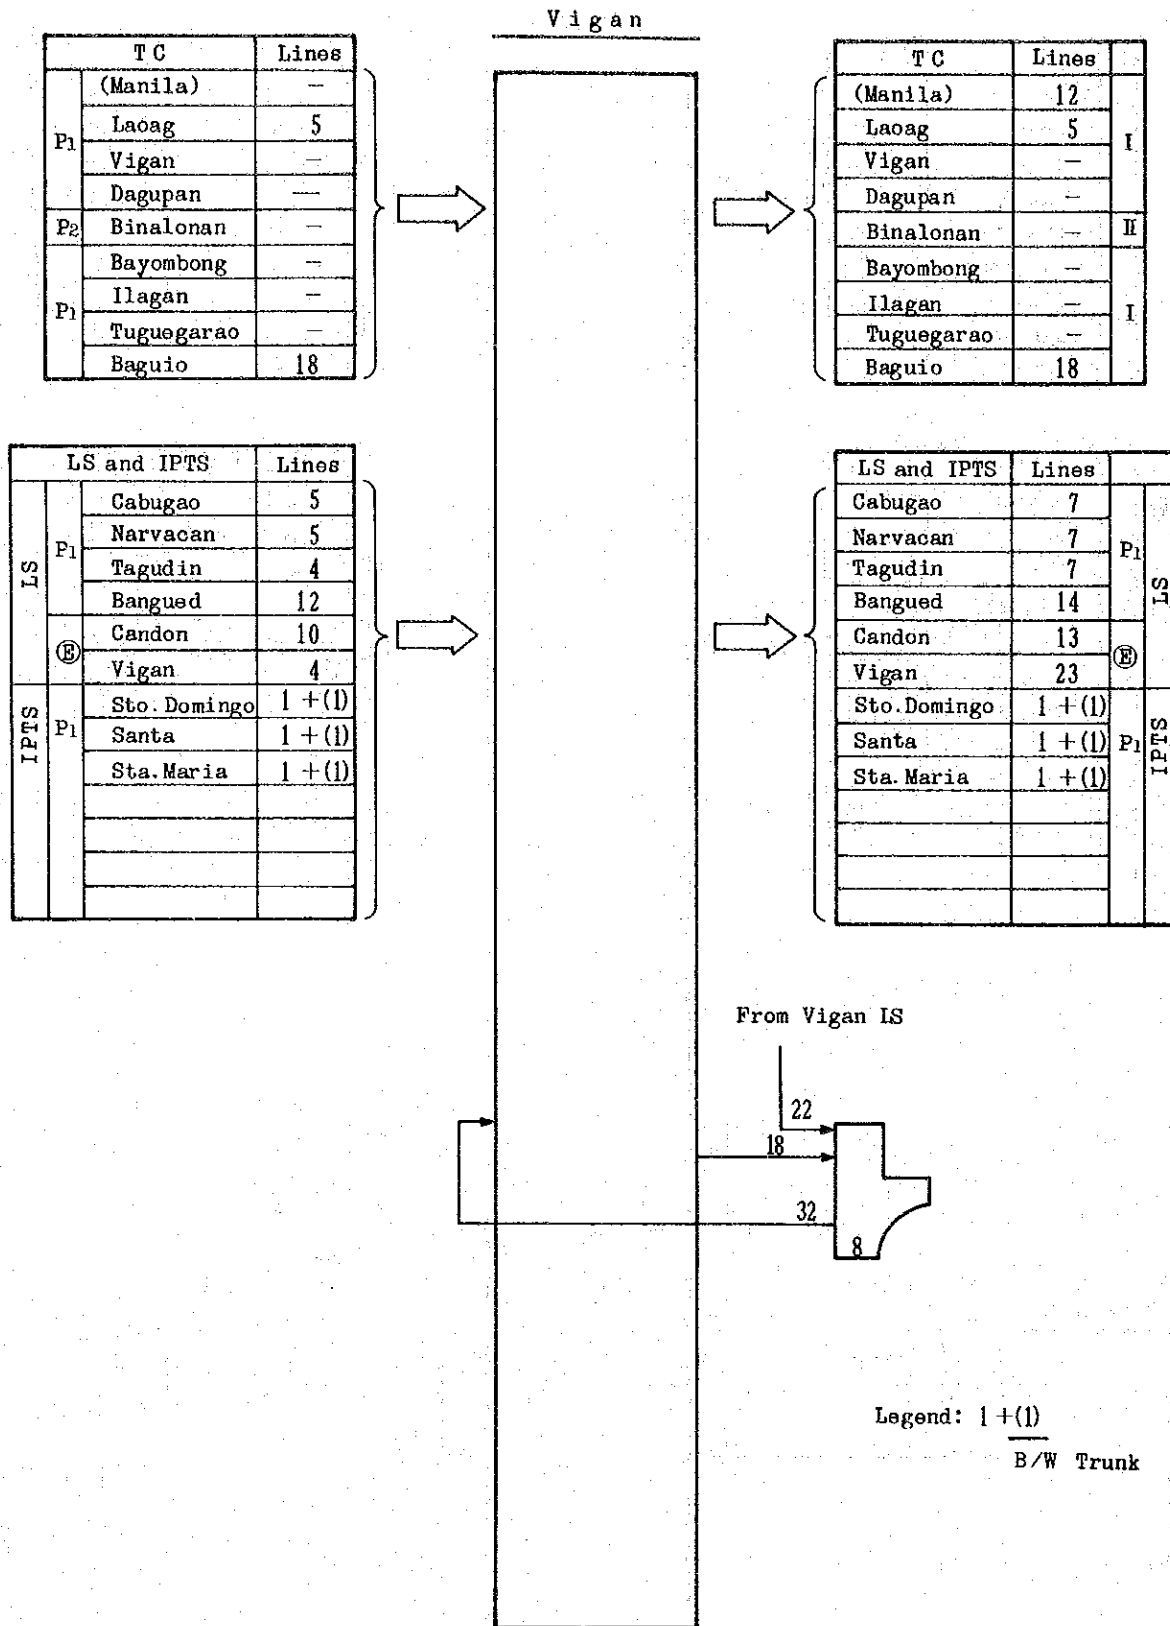 Vigan
TC Lines
P1 (Manila) —
Laoag 5
Vigan —
Dagupan —
P2 Binalonan —
P1 Bayombong —
Ilagan —
Tuguegarao —
Baguio 18
TC Lines
(Manila) 12 I
Laoag 5
Vigan —
Dagupan —
Binalonan — II
Bayombong — I
Ilagan —
Tuguegarao —
Baguio 18
LS and IPTS Lines
LS P1 Cabugao 5
Narvacan 5
Tagudin 4
Bangued 12
Ⓔ Candon 10
Vigan 4
IPTS P1 Sto. Domingo 1 +(1)
Santa 1 +(1)
Sta. Maria 1 +(1)
LS and IPTS Lines
Cabugao 7 P1 LS
Narvacan 7
Tagudin 7
Bangued 14
Candon 13 Ⓔ
Vigan 23
Sto. Domingo 1 +(1) P1 IPTS
Santa 1 +(1)
Sta. Maria 1 +(1)
From Vigan LS
22
18
32
8
Legend: 1 +(1)
B/W Trunk